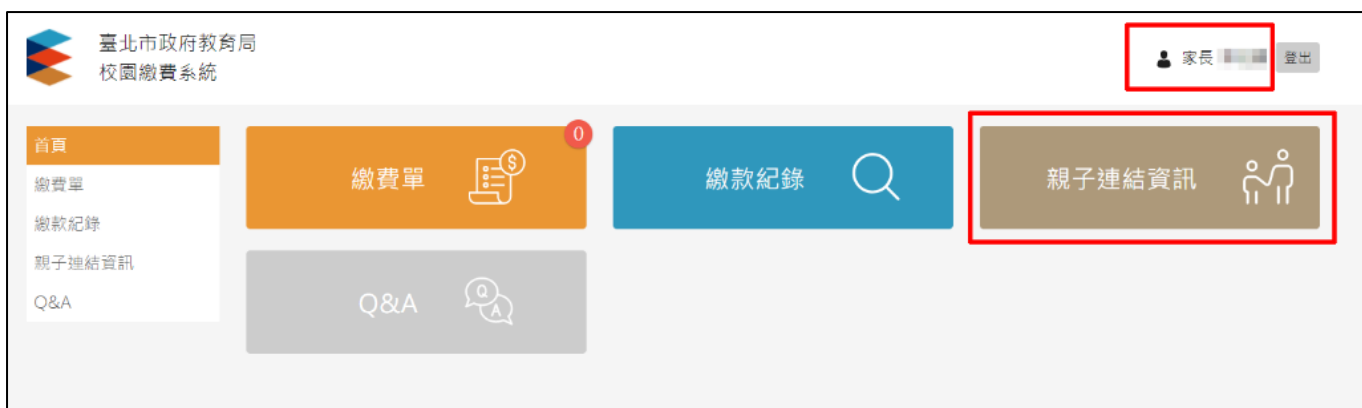 臺北市政府教育局
校園繳費系統
家長
登出
首頁
繳費單
繳款紀錄
親子連結資訊
Q&A
繳費單
0
繳款紀錄
親子連結資訊
Q&A
Q
A